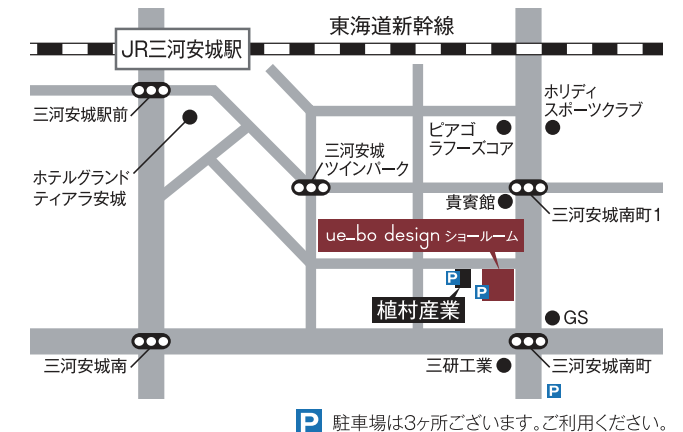 東海道新幹線
JR三河安城駅
ホリディ
スポーツクラブ
三河安城駅前
ピアゴ
ラフーズコア
三河安城
ツインパーク
ホテルグランド
ティアラ安城
貴賓館
三河安城南町1
ue_bo design ショールーム
P
P
植村産業
GS
三河安城南
三研工業
三河安城南町
P
P 駐車場は3ヶ所ございます。ご利用ください。